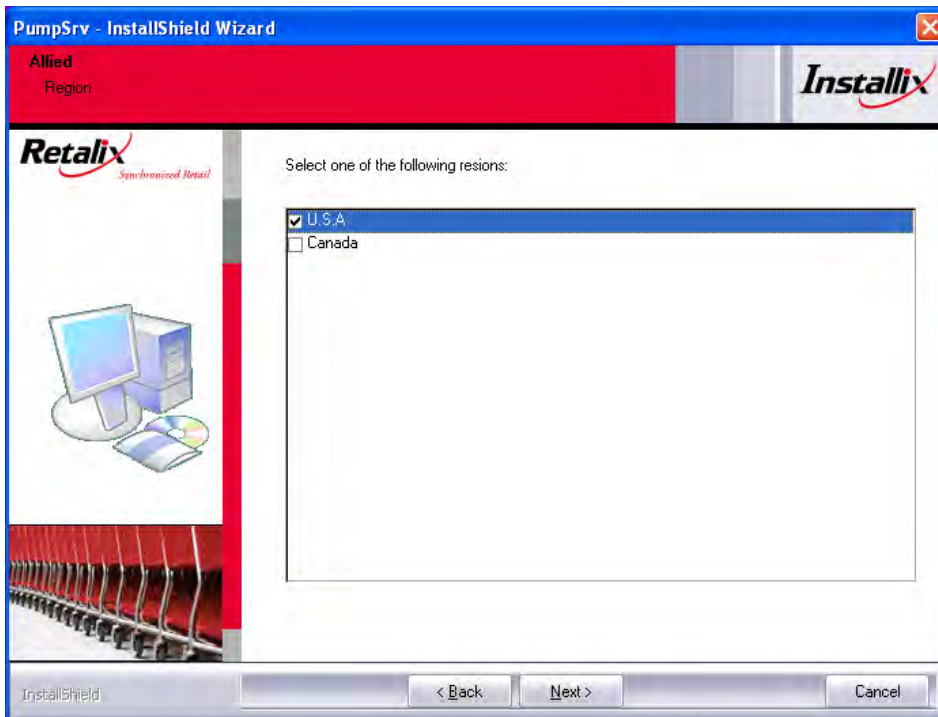 PumpSrv - InstallShield Wizard
Allied
Region
Installix
Retalix
Synchronized Retail
Select one of the following resions:
U.S.A
Canada
InstallShield
< Back
Next >
Cancel